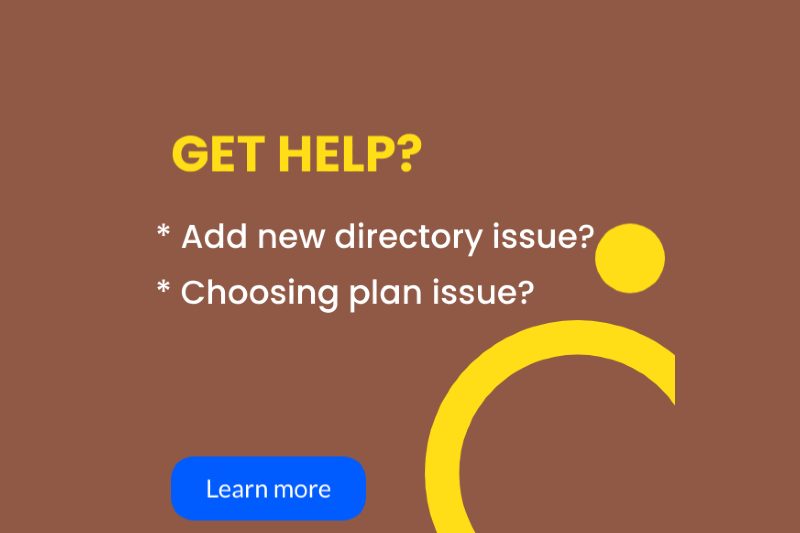 GET HELP?
* Add new directory issue?
* Choosing plan issue?
Learn more